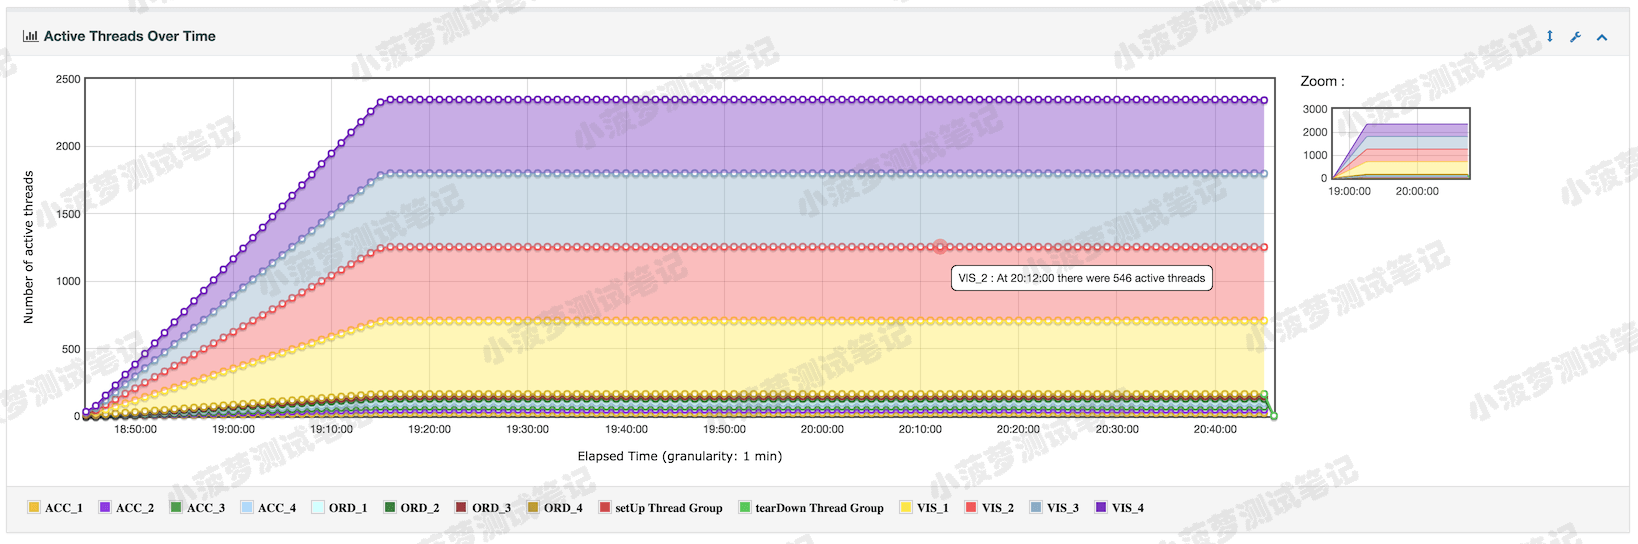 Active Threads Over Time
Zoom :
2500
2000
1500
1000
500
0
Number of active threads
18:50:00 19:00:00 19:10:00 19:20:00 19:30:00 19:40:00 19:50:00 20:00:00 20:10:00 20:20:00 20:30:00 20:40:00
Elapsed Time (granularity: 1 min)
VIS_2 : At 20:12:00 there were 546 active threads
3000
2000
1000
0
19:00:00 20:00:00
ACC_1 ACC_2 ACC_3 ACC_4 ORD_1 ORD_2 ORD_3 ORD_4 setUp Thread Group tearDown Thread Group VIS_1 VIS_2 VIS_3 VIS_4
小菠萝测试笔记